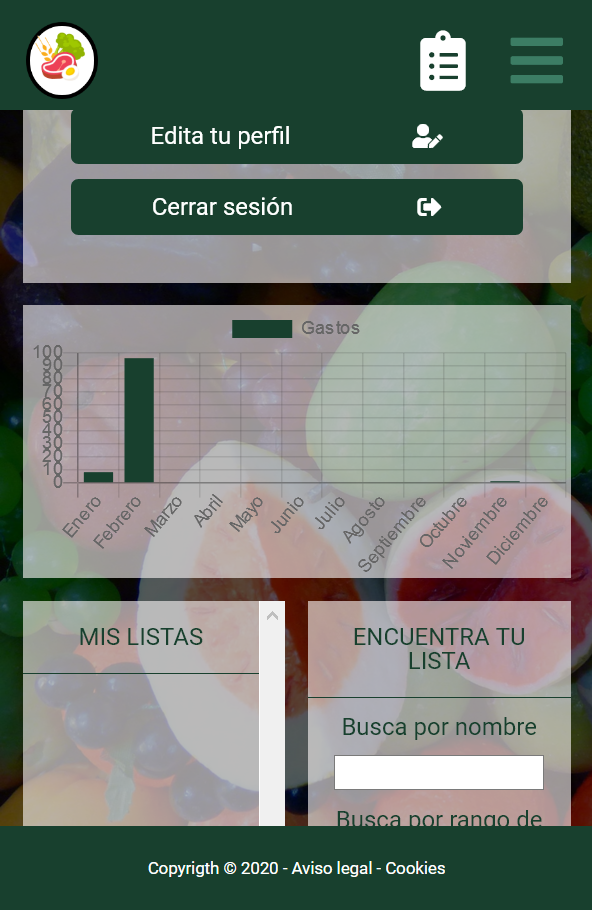 Edita tu perfil
Cerrar sesión
Gastos
100
90
80
70
60
50
40
30
20
10
0
Enero
Febrero
Marzo
Abril
Mayo
Junio
Julio
Agosto
Septiembre
Octubre
Noviembre
Diciembre
MIS LISTAS
ENCUENTRA TU
LISTA
Busca por nombre
Busca por rango de
Copyrigth © 2020 - Aviso legal - Cookies